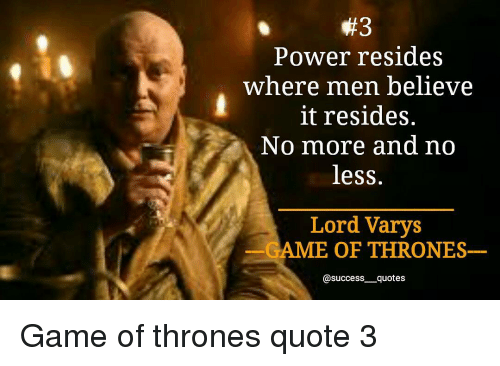 #3
Power resides
where men believe
it resides.
No more and no
less.
Lord Varys
—GAME OF THRONES—
@success__quotes
Game of thrones quote 3